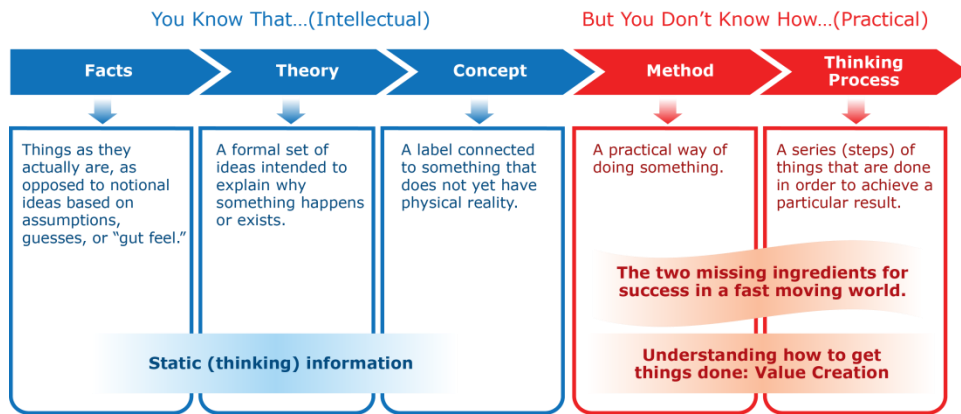 You Know That...(Intellectual)
But You Don’t Know How...(Practical)
Facts
Theory
Concept
Method
Thinking
Process
Things as they
actually are, as
opposed to notional
ideas based on
assumptions,
guesses, or “gut feel.”
A formal set of
ideas intended to
explain why
something happens
or exists.
A label connected
to something that
does not yet have
physical reality.
A practical way of
doing something.
A series (steps) of
things that are done
in order to achieve a
particular result.
The two missing ingredients for
success in a fast moving world.
Static (thinking) information
Understanding how to get
things done: Value Creation